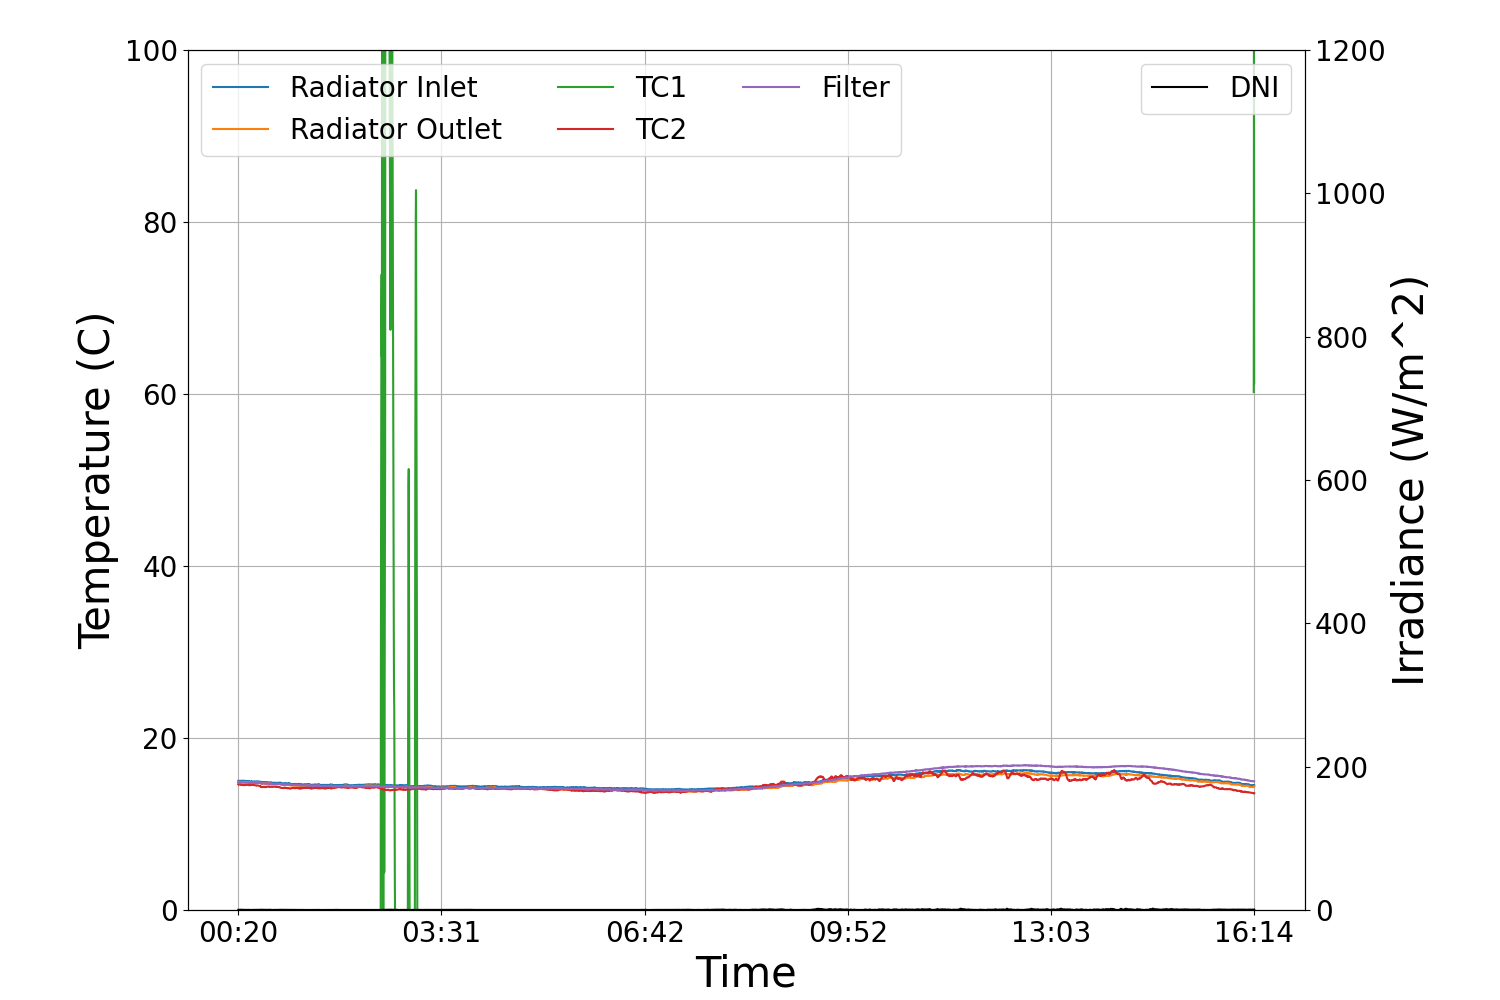 Radiator Inlet
Radiator Outlet
TC1
TC2
Filter
DNI
Temperature (C)
100
80
60
40
20
0
1200
1000
800
600
400
200
0
Irradiance (W/m^2)
00:20 03:31 06:42 09:52 13:03 16:14
Time